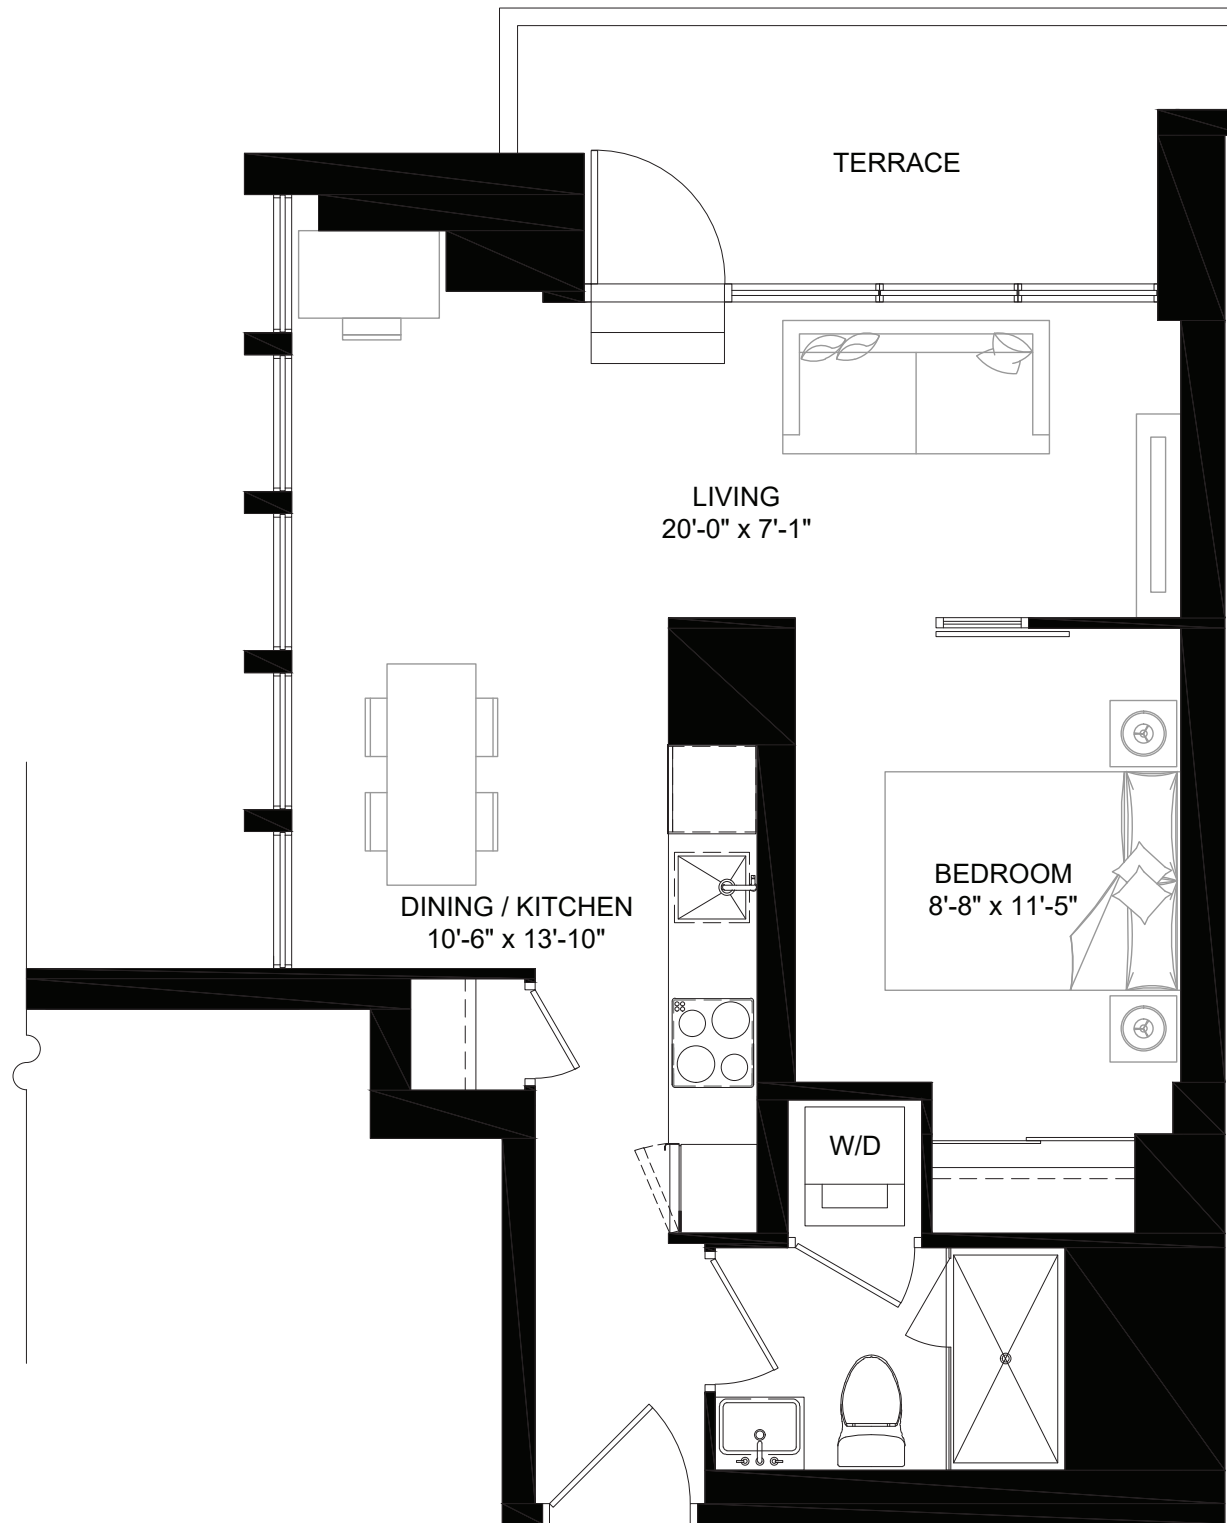 TERRACE
LIVING
20'-0" x 7'-1"
BEDROOM
8'-8" x 11'-5"
DINING / KITCHEN
10'-6" x 13'-10"
W/D